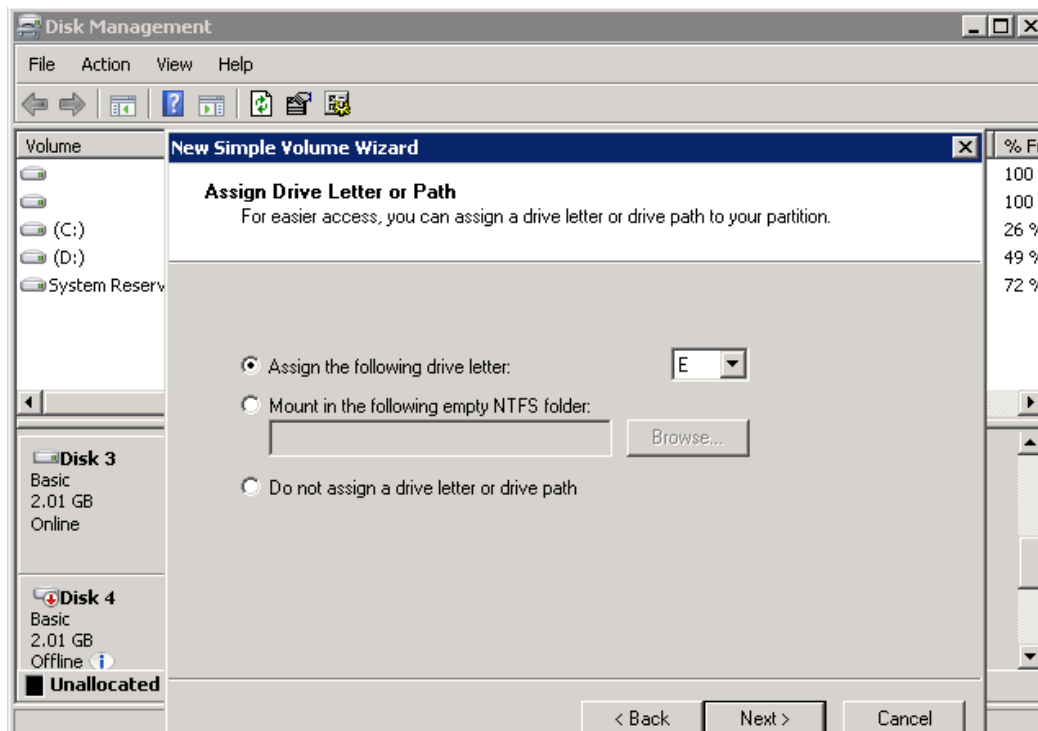 Disk Management
File Action View Help
Volume
(C:)
(D:)
System Reserv
% F
100
100
26 %
49 %
72 %
New Simple Volume Wizard
Assign Drive Letter or Path
For easier access, you can assign a drive letter or drive path to your partition.
Assign the following drive letter:
E
Mount in the following empty NTFS folder:
Browse...
Do not assign a drive letter or drive path
Disk 3
Basic
2.01 GB
Online
Disk 4
Basic
2.01 GB
Offline
Unallocated
< Back Next > Cancel